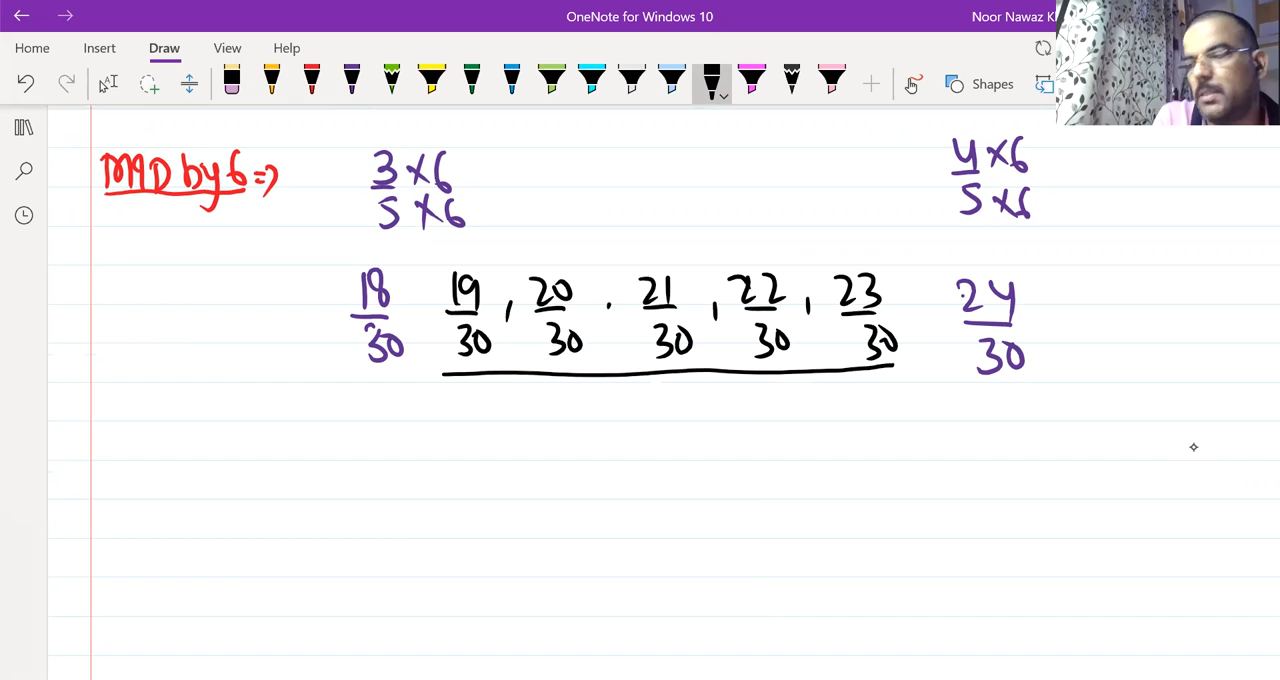 OneNote for Windows 10
Noor Nawaz K
Home Insert Draw View Help
Shapes
M & D by 6 =>
3 × 6
5 × 6
4 × 6
5 × 6
18 19 , 20 . 21 , 22 , 23 24
30 30 30 30 30 30 30